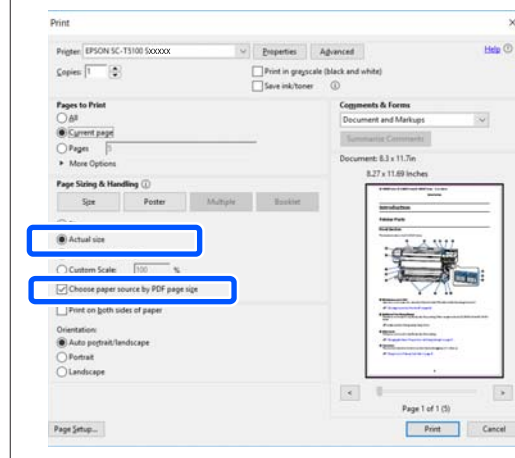 Print
Printer: EPSON SC-T5100 SXXXXX
Properties
Advanced
Help
Copies: 1
Print in grayscale (black and white)
Save ink/toner
Pages to Print
All
Current page
Pages 5
More Options
Comments & Forms
Document and Markups
Summarize Comments
Document: 8.3 x 11.7in
8.27 x 11.69 Inches
Page Sizing & Handling
Size
Poster
Multiple
Booklet
Actual size
Custom Scale: 100 %
Choose paper source by PDF page size
Print on both sides of paper
Orientation:
Auto portrait/landscape
Portrait
Landscape
Introduction
Printer Parts
<
>
Page 1 of 1 (5)
Page Setup...
Print
Cancel